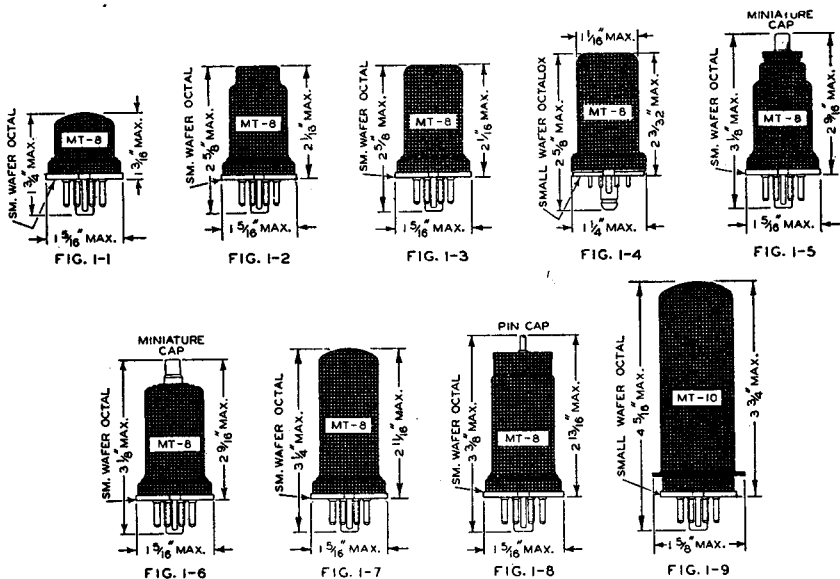 SM. WAFER OCTAL
1 3/4" MAX.
MT-8
1 3/16" MAX.
1 5/16" MAX.
FIG. 1-1
SM. WAFER OCTAL
2 5/8" MAX.
MT-8
1 5/16" MAX.
FIG. 1-2
SM. WAFER OCTAL
2 5/8" MAX.
MT-8
2 1/16" MAX.
1 5/16" MAX.
FIG. 1-3
1 1/16" MAX.
SMALL WAFER OCTALOX
2 5/8" MAX.
MT-8
2 3/32" MAX.
1 1/4" MAX.
FIG. 1-4
MINIATURE
CAP
SM. WAFER OCTAL
3 1/8" MAX.
MT-8
2 9/16" MAX.
1 5/16" MAX.
FIG. 1-5
MINIATURE
CAP
SM. WAFER OCTAL
3 1/8" MAX.
MT-8
2 9/16" MAX.
1 5/16" MAX.
FIG. 1-6
SM. WAFER OCTAL
3 1/4" MAX.
MT-8
2 11/16" MAX.
1 5/16" MAX.
FIG. 1-7
PIN CAP
SM. WAFER OCTAL
3 3/8" MAX.
MT-8
2 13/16" MAX.
1 5/16" MAX.
FIG. 1-8
SMALL WAFER OCTAL
4 5/16" MAX.
MT-10
3 3/4" MAX.
1 5/8" MAX.
FIG. 1-9